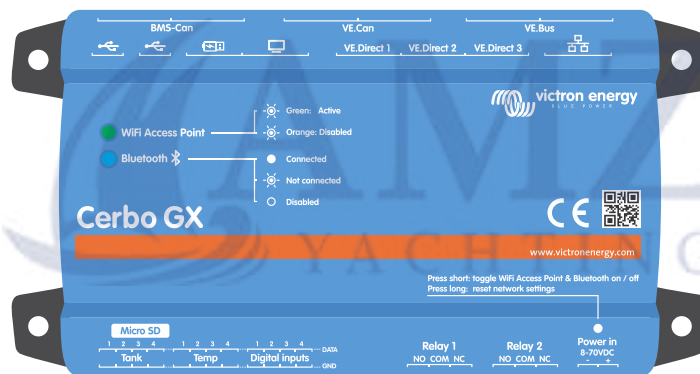 BMS-Can VE.Can VE.Bus
VE.Direct 1 VE.Direct 2 VE.Direct 3
victron energy
BLUE POWER
Green: Active
WiFi Access Point
Orange: Disabled
Bluetooth
Connected
Not connected
Disabled
Cerbo GX
CE
www.victronenergy.com
AMZ
YACHTING
Press short: toggle WiFi Access Point & Bluetooth on / off
Press long: reset network settings
Micro SD
1 2 3 4 1 2 3 4 1 2 3 4 DATA
Tank Temp Digital inputs
GND
Relay 1 Relay 2
NO COM NC NO COM NC
Power in
8-70VDC
- +